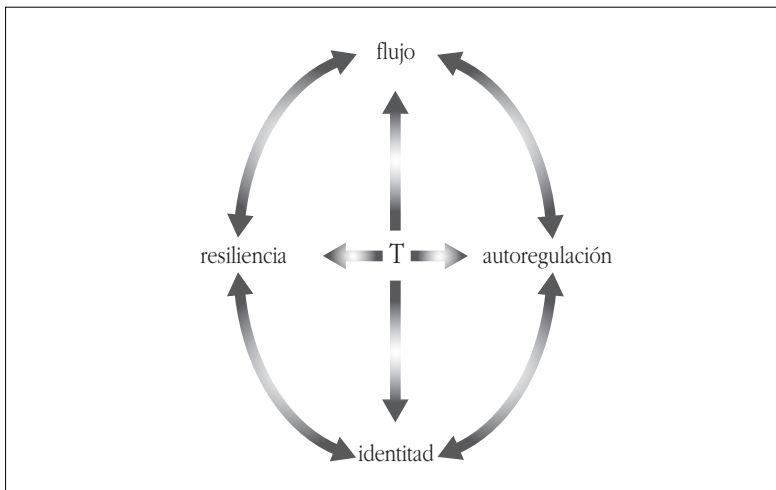 flujo
resiliencia
T
autoregulación
identitad